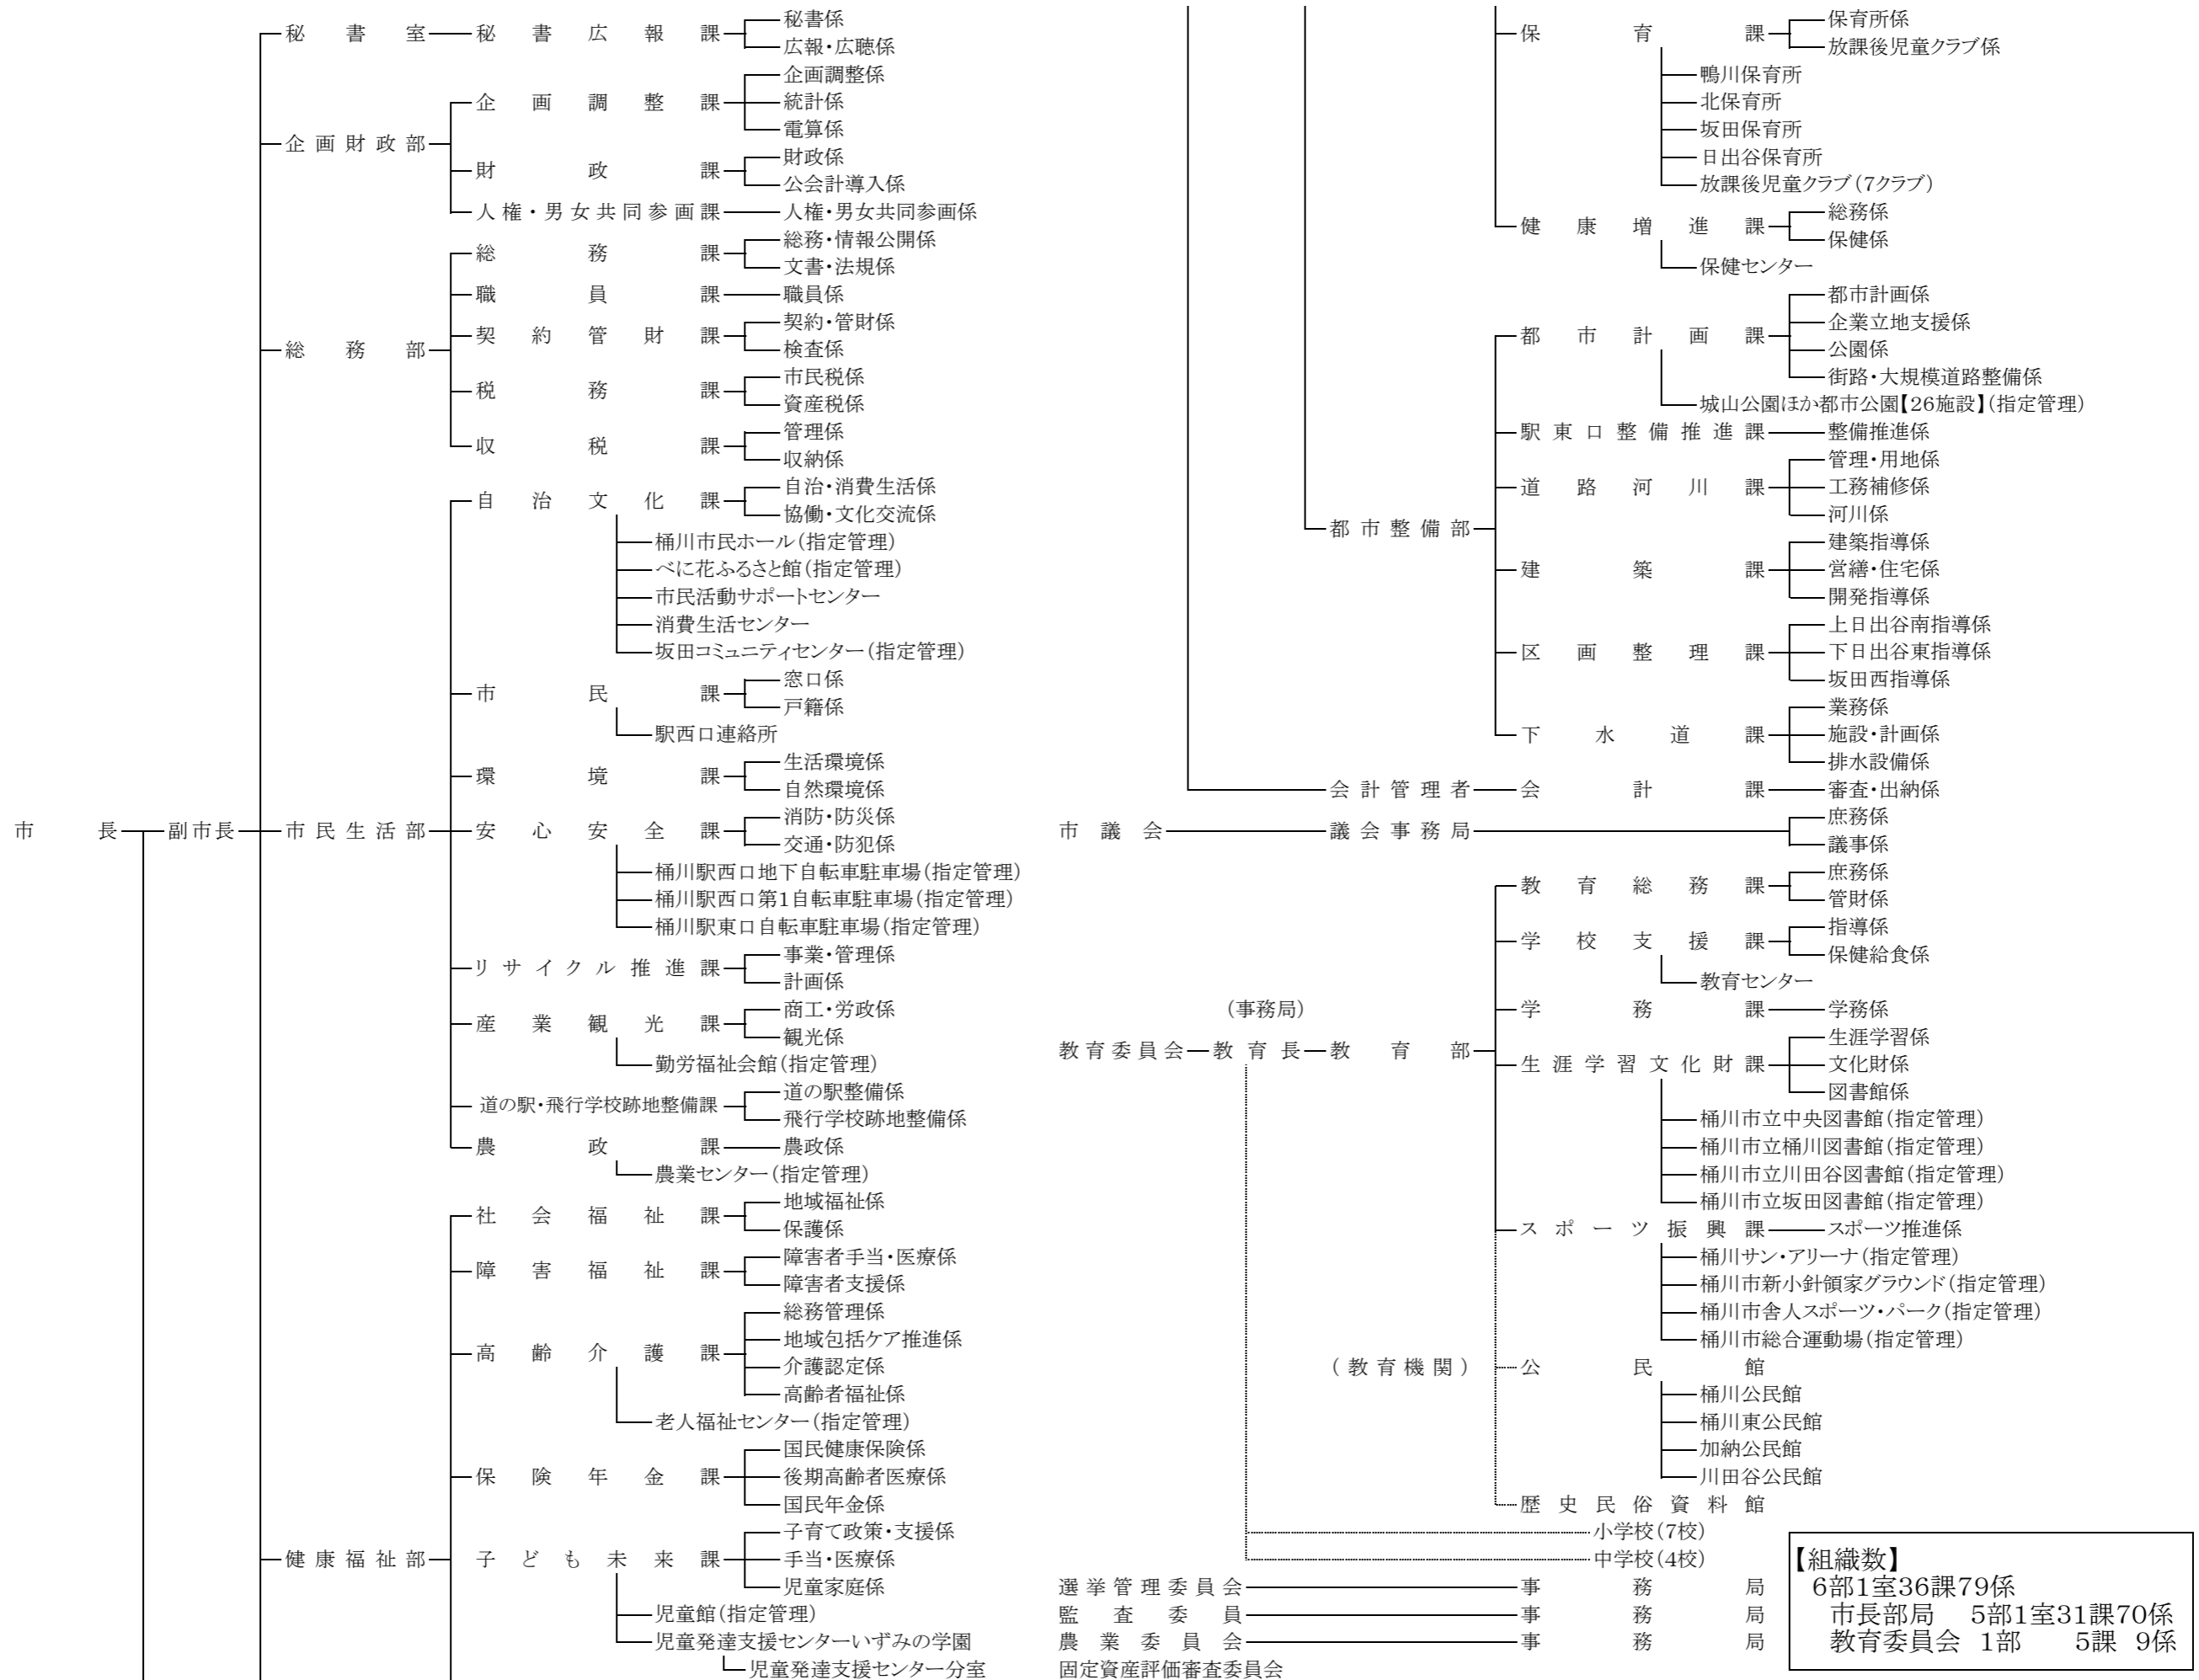 秘書室 秘書広報課 秘書係
広報・広聴係
企画財政部 企画調整課 企画調整係
統計係
電算係
財政課 財政係
公会計導入係
人権・男女共同参画課 人権・男女共同参画係
総務部 総務課 総務・情報公開係
文書・法規係
職員課 職員係
契約管財課 契約・管財係
検査係
税務課 市民税係
資産税係
収税課 管理係
収納係
市長 副市長 市民生活部 自治文化課 自治・消費生活係
協働・文化交流係
桶川市民ホール(指定管理)
べに花ふるさと館(指定管理)
市民活動サポートセンター
消費生活センター
坂田コミュニティセンター(指定管理)
市民課 窓口係
戸籍係
駅西口連絡所
環境課 生活環境係
自然環境係
安心安全課 消防・防災係
交通・防犯係
桶川駅西口地下自転車駐車場(指定管理)
桶川駅西口第1自転車駐車場(指定管理)
桶川駅東口自転車駐車場(指定管理)
リサイクル推進課 事業・管理係
計画係
産業観光課 商工・労政係
観光係
勤労福祉会館(指定管理)
道の駅・飛行学校跡地整備課 道の駅整備係
飛行学校跡地整備係
農政課 農政係
農業センター(指定管理)
健康福祉部 社会福祉課 地域福祉係
保護係
障害福祉課 障害者手当・医療係
障害者支援係
高齢介護課 総務管理係
地域包括ケア推進係
介護認定係
高齢者福祉係
老人福祉センター(指定管理)
保険年金課 国民健康保険係
後期高齢者医療係
国民年金係
子ども未来課 子育て政策・支援係
手当・医療係
児童家庭係
児童館(指定管理)
児童発達支援センターいずみの学園
児童発達支援センター分室
保育課 保育所係
放課後児童クラブ係
鴨川保育所
北保育所
坂田保育所
日出谷保育所
放課後児童クラブ(7クラブ)
健康増進課 総務係
保健係
保健センター
都市整備部 都市計画課 都市計画係
企業立地支援係
公園係
街路・大規模道路整備係
城山公園ほか都市公園【26施設】(指定管理)
駅東口整備推進課 整備推進係
道路河川課 管理・用地係
工務補修係
河川係
建築課 建築指導係
営繕・住宅係
開発指導係
区画整理課 上日出谷南指導係
下日出谷東指導係
坂田西指導係
下水道課 業務係
施設・計画係
排水設備係
会計管理者 会計課 審査・出納係
市議会 議会事務局 庶務係
議事係
(事務局)
教育委員会 教育長 教育部 教育総務課 庶務係
管財係
学校支援課 指導係
保健給食係
教育センター
学務課 学務係
生涯学習文化財課 生涯学習係
文化財係
図書館係
桶川市立中央図書館(指定管理)
桶川市立桶川図書館(指定管理)
桶川市立川田谷図書館(指定管理)
桶川市立坂田図書館(指定管理)
スポーツ振興課 スポーツ推進係
桶川サン・アリーナ(指定管理)
桶川市新小針領家グラウンド(指定管理)
桶川市舎人スポーツ・パーク(指定管理)
桶川市総合運動場(指定管理)
(教育機関) 公民館
桶川公民館
桶川東公民館
加納公民館
川田谷公民館
歴史民俗資料館
小学校(7校)
中学校(4校)
選挙管理委員会 事務局
監査委員 事務局
農業委員会 事務局
固定資産評価審査委員会
【組織数】
6部1室36課79係
市長部局 5部1室31課70係
教育委員会 1部 5課 9係